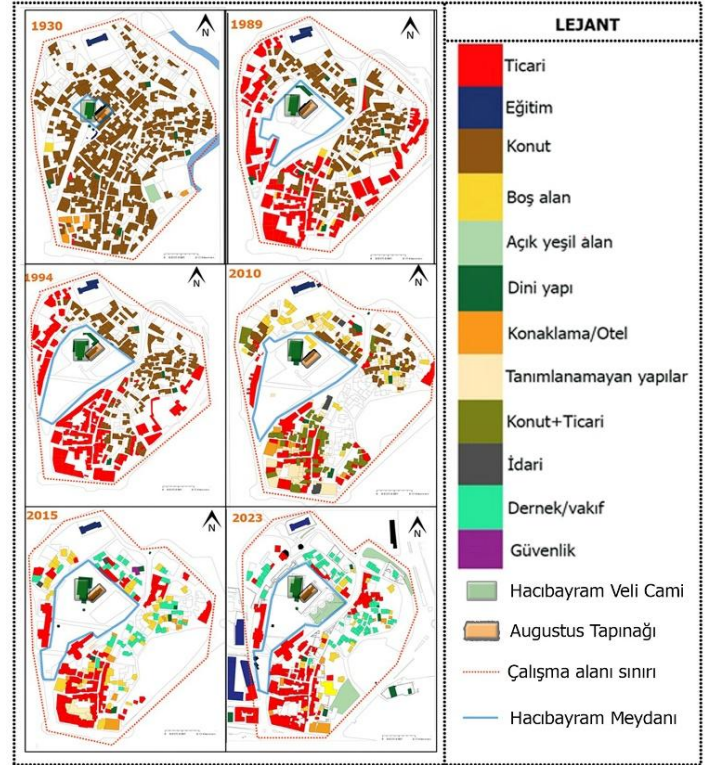 1930
N
1989
N
1994
N
2010
N
2015
N
2023
N
LEJANT
Ticari
Eğitim
Konut
Boş alan
Açık yeşil alan
Dini yapı
Konaklama/Otel
Tanımlanamayan yapılar
Konut+Ticari
İdari
Dernek/vakıf
Güvenlik
Hacıbayram Veli Cami
Augustus Tapınağı
Çalışma alanı sınırı
Hacıbayram Meydanı